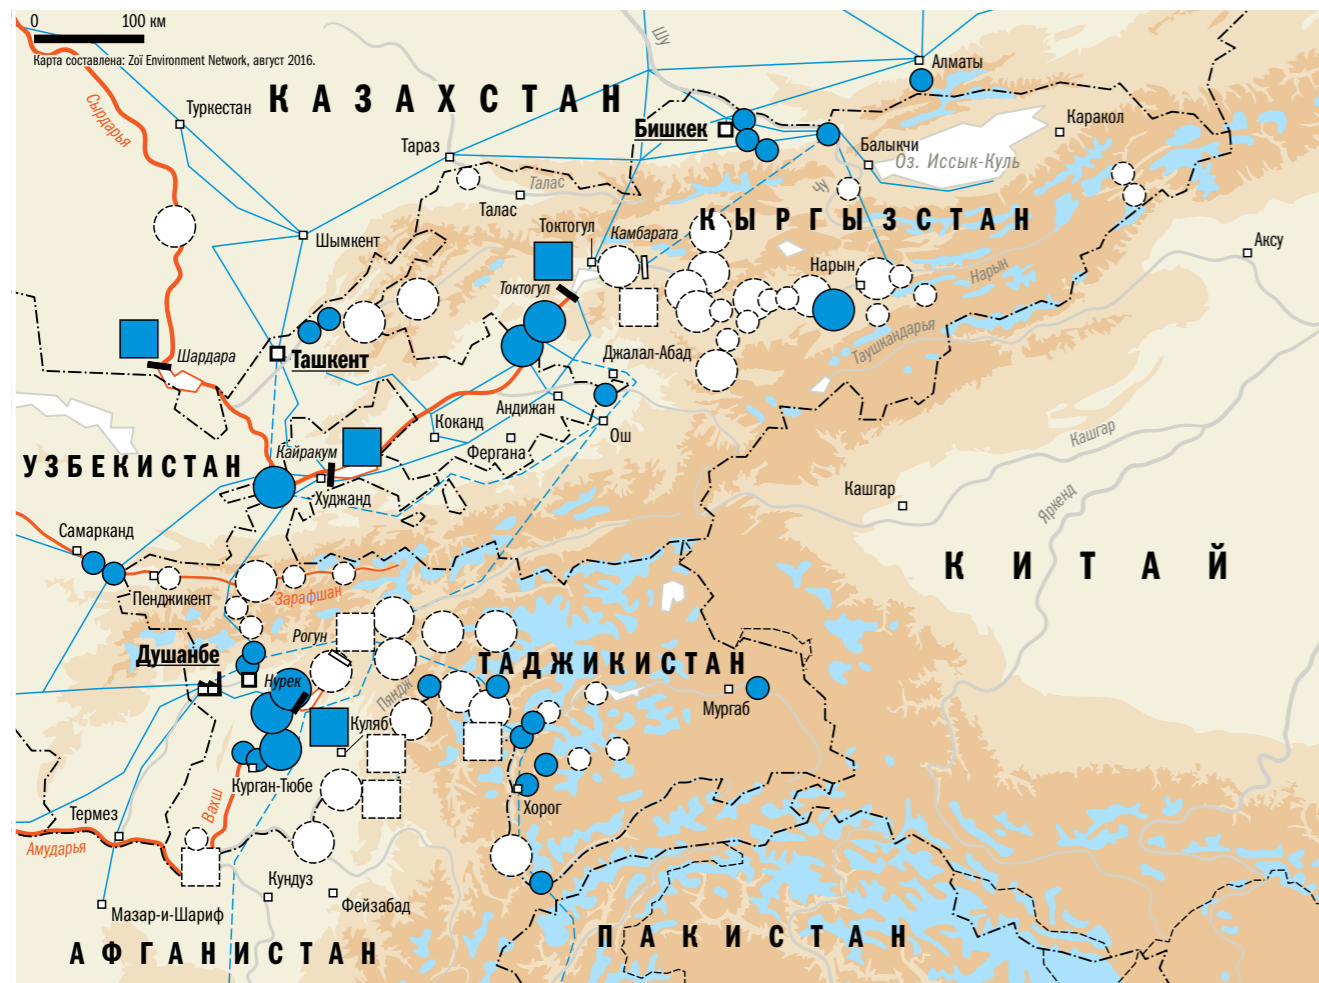 0 100 км
Карта составлена: Zoï Environment Network, август 2016.
Шу
Алматы
КАЗАХСТАН
Сырдарья
Туркестан
Бишкек
Каракол
Тараз
Балыкчи
Оз. Иссык-Куль
Талас
Чу
Талас
КЫРГЫЗСТАН
Токтогул
Камбарата
Шымкент
Аксу
Нарын
Нарын
Токтогул
Таушкандарья
Шардара
Ташкент
Джалал-Абад
Андижан
Коканд
Ош
Кашгар
Фергана
Кайракум
УЗБЕКИСТАН
Кашгар
Худжанд
Яркенд
Самарканд
КИТАЙ
Пенджикент
Зарафшан
Рогун
Душанбе
ТАДЖИКИСТАН
Нурек
Пяндж
Мургаб
Куляб
Курган-Тюбе
Вахш
Хорог
Термез
Амударья
Кундуз
Фейзабад
Мазар-и-Шариф
ПАКИСТАН
АФГАНИСТАН